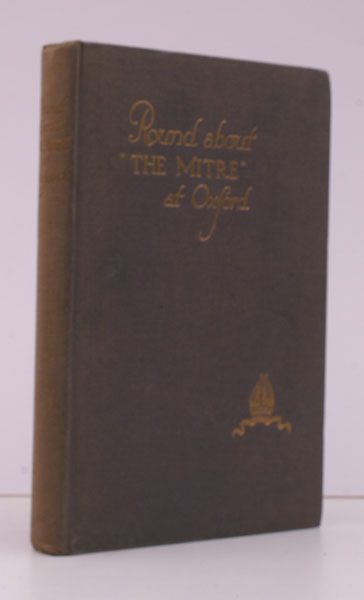 Round about
"THE MITRE"
at Oxford